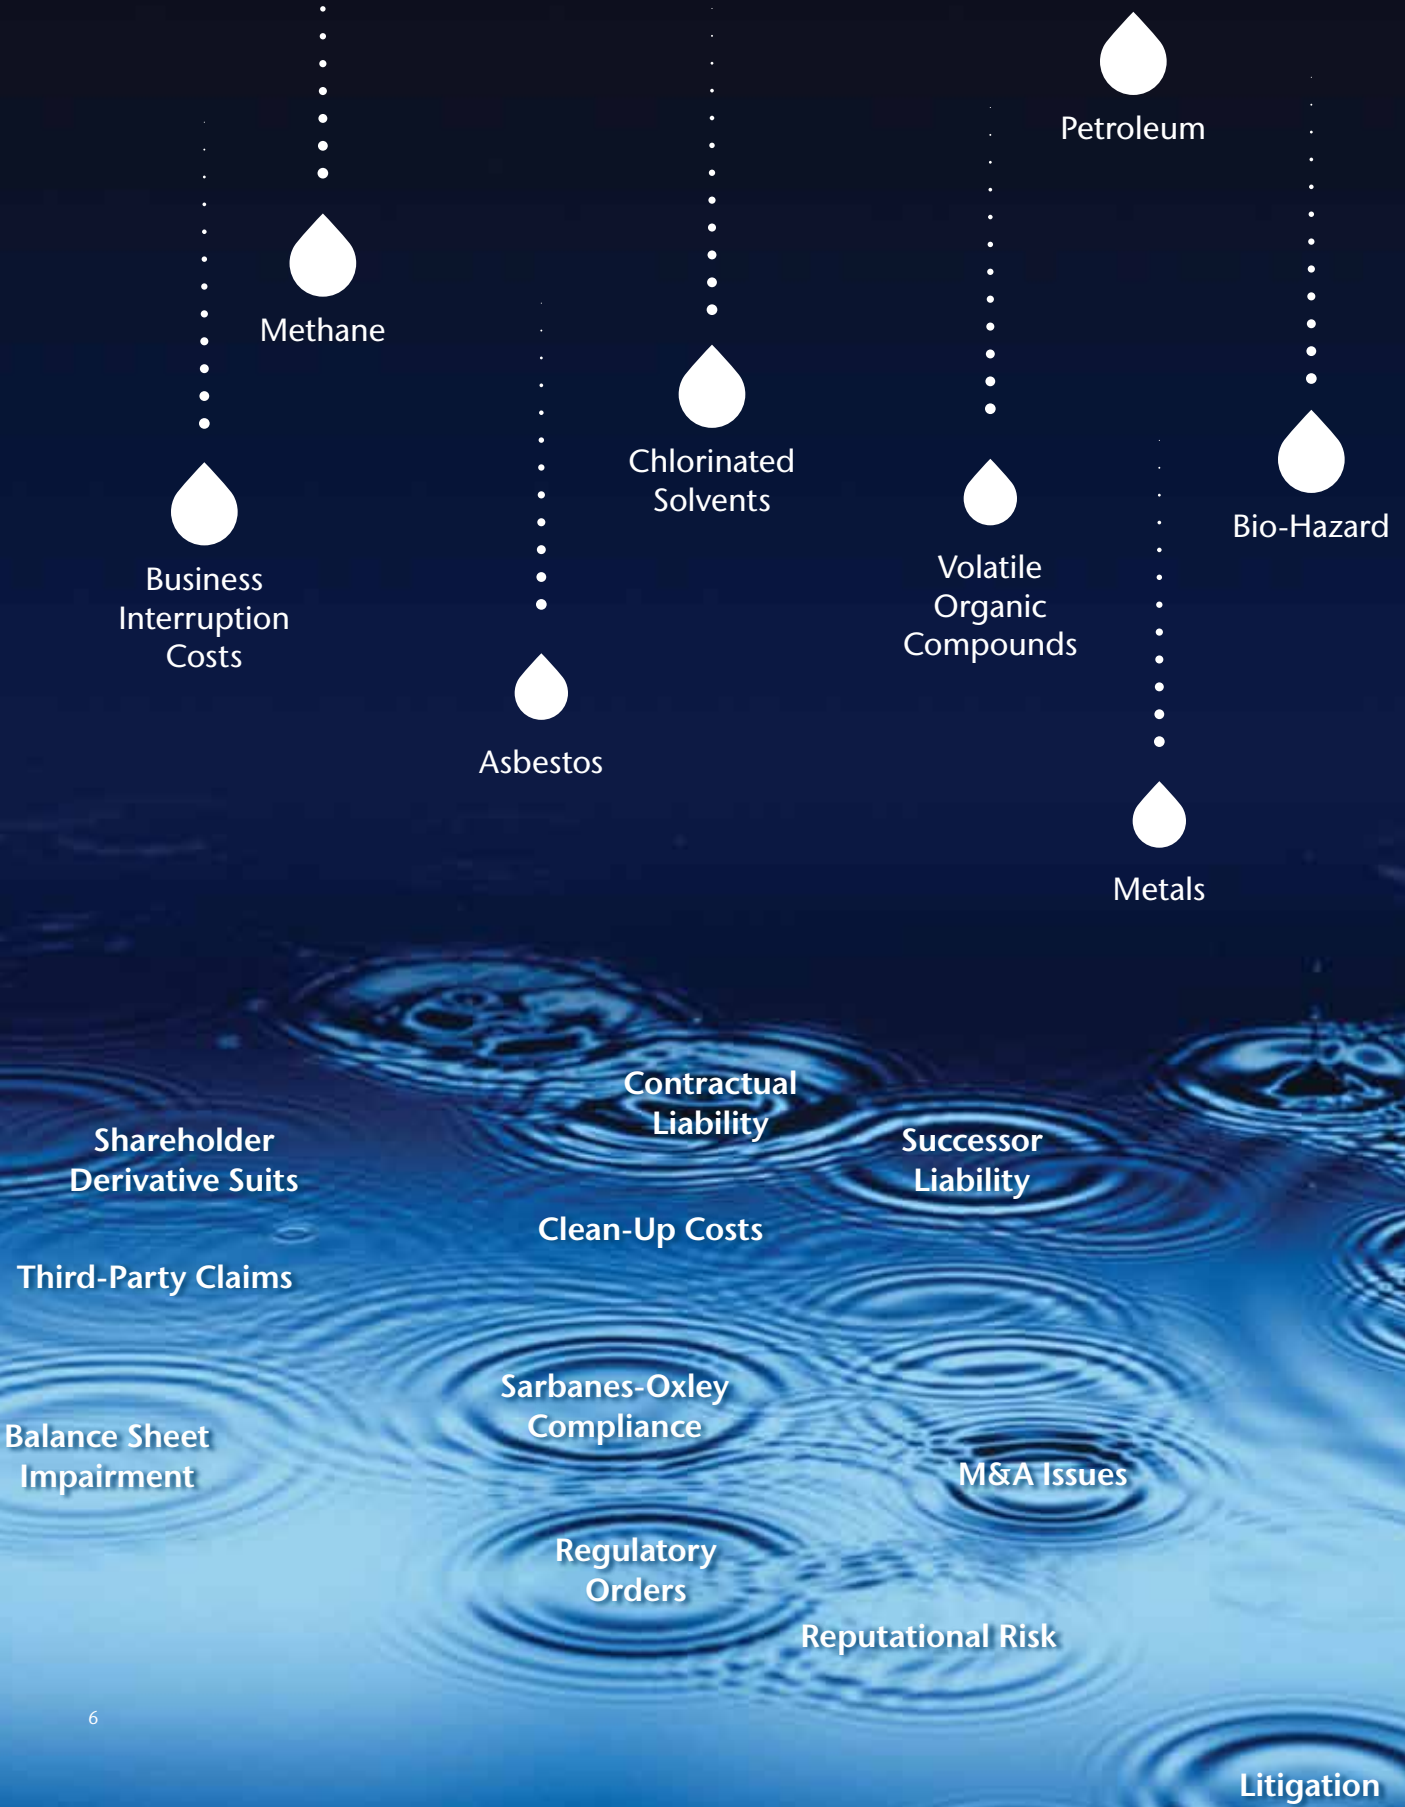 Petroleum
Methane
Chlorinated
Solvents
Bio-Hazard
Business
Interruption
Costs
Volatile
Organic
Compounds
Asbestos
Metals
Contractual
Liability
Shareholder
Derivative Suits
Successor
Liability
Clean-Up Costs
Third-Party Claims
Sarbanes-Oxley
Compliance
Balance Sheet
Impairment
M&A Issues
Regulatory
Orders
Reputational Risk
6
Litigation